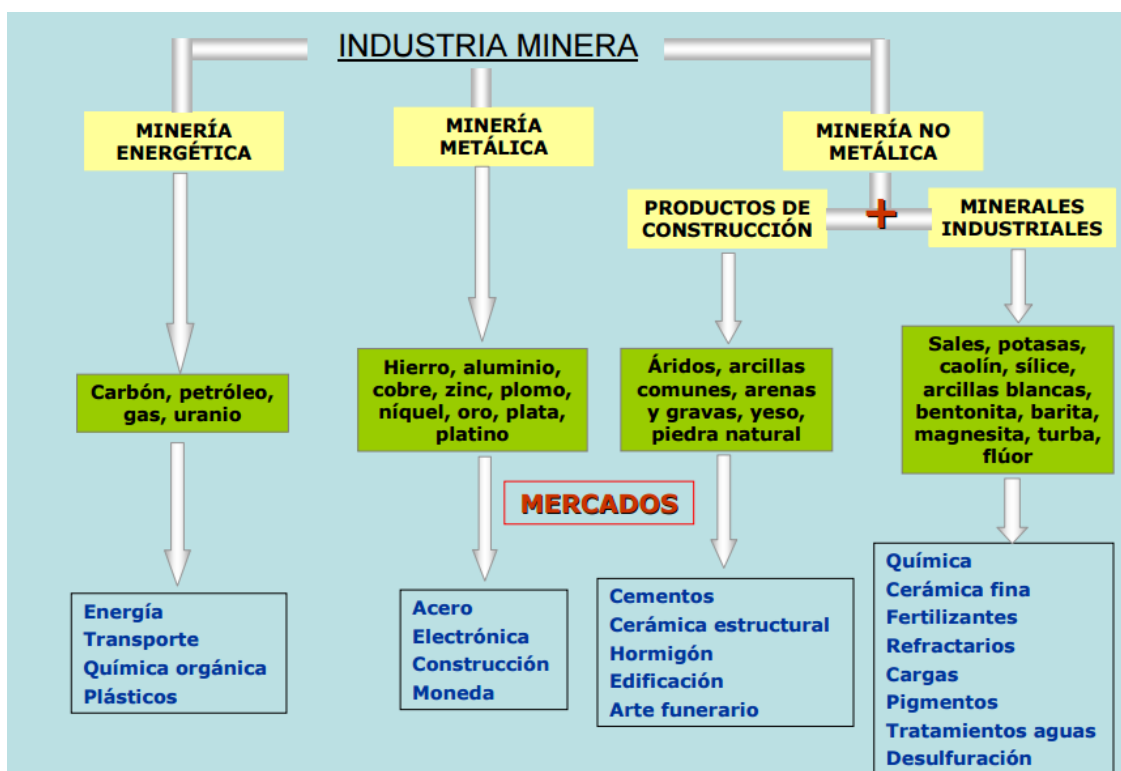 INDUSTRIA MINERA
MINERÍA
ENERGÉTICA
MINERÍA
METÁLICA
MINERÍA NO
METÁLICA
PRODUCTOS DE
CONSTRUCCIÓN
+
MINERALES
INDUSTRIALES
Carbón, petróleo,
gas, uranio
Hierro, aluminio,
cobre, zinc, plomo,
níquel, oro, plata,
platino
Áridos, arcillas
comunes, arenas
y gravas, yeso,
piedra natural
Sales, potasas,
caolín, sílice,
arcillas blancas,
bentonita, barita,
magnesita, turba,
flúor
MERCADOS
Energía
Transporte
Química orgánica
Plásticos
Acero
Electrónica
Construcción
Moneda
Cementos
Cerámica estructural
Hormigón
Edificación
Arte funerario
Química
Cerámica fina
Fertilizantes
Refractarios
Cargas
Pigmentos
Tratamientos aguas
Desulfuración